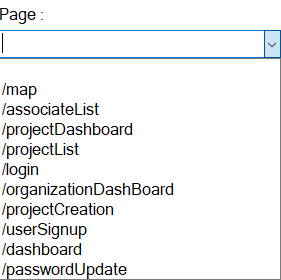 Page :
/map
/associateList
/projectDashboard
/projectList
/login
/organizationDashBoard
/projectCreation
/userSignup
/dashboard
/passwordUpdate